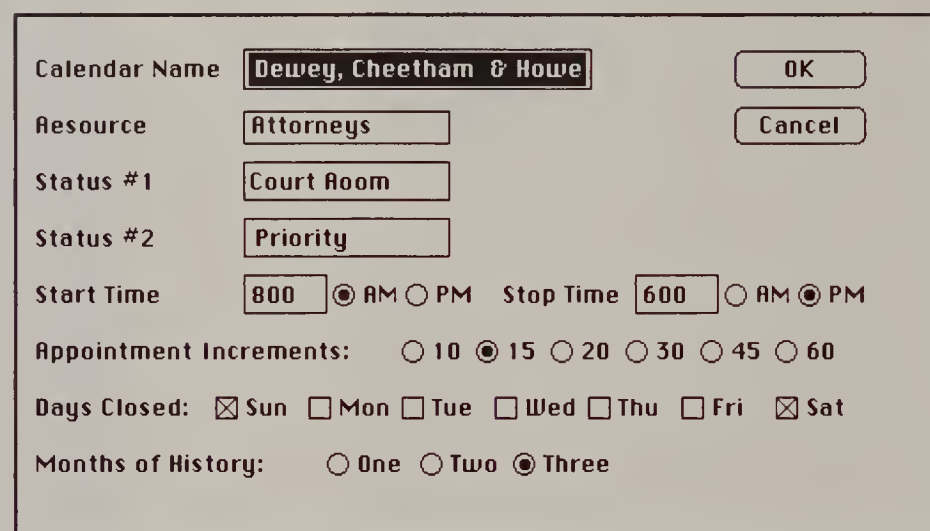 Calendar Name Dewey, Cheetham & Howe OK
Resource Attorneys Cancel
Status #1 Court Room
Status #2 Priority
Start Time 800 AM PM Stop Time 600 AM PM
Appointment Increments: 10 15 20 30 45 60
Days Closed: Sun Mon Tue Wed Thu Fri Sat
Months of History: One Two Three